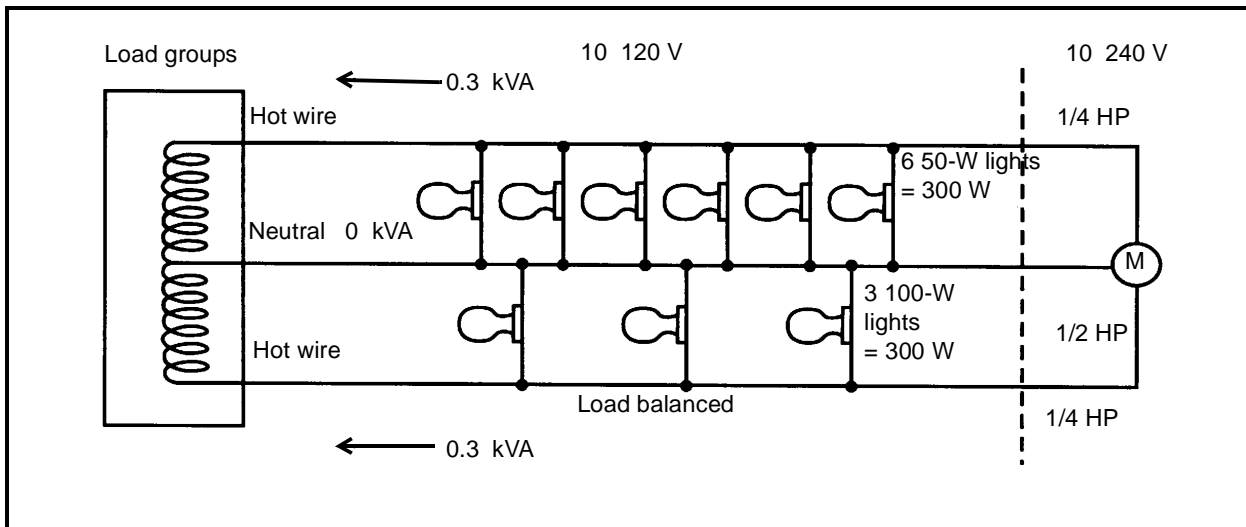 Load groups
10 120 V
10 240 V
0.3 kVA
Hot wire
1/4 HP
6 50-W lights
= 300 W
Neutral 0 kVA
M
3 100-W
lights
= 300 W
1/2 HP
Hot wire
Load balanced
1/4 HP
0.3 kVA